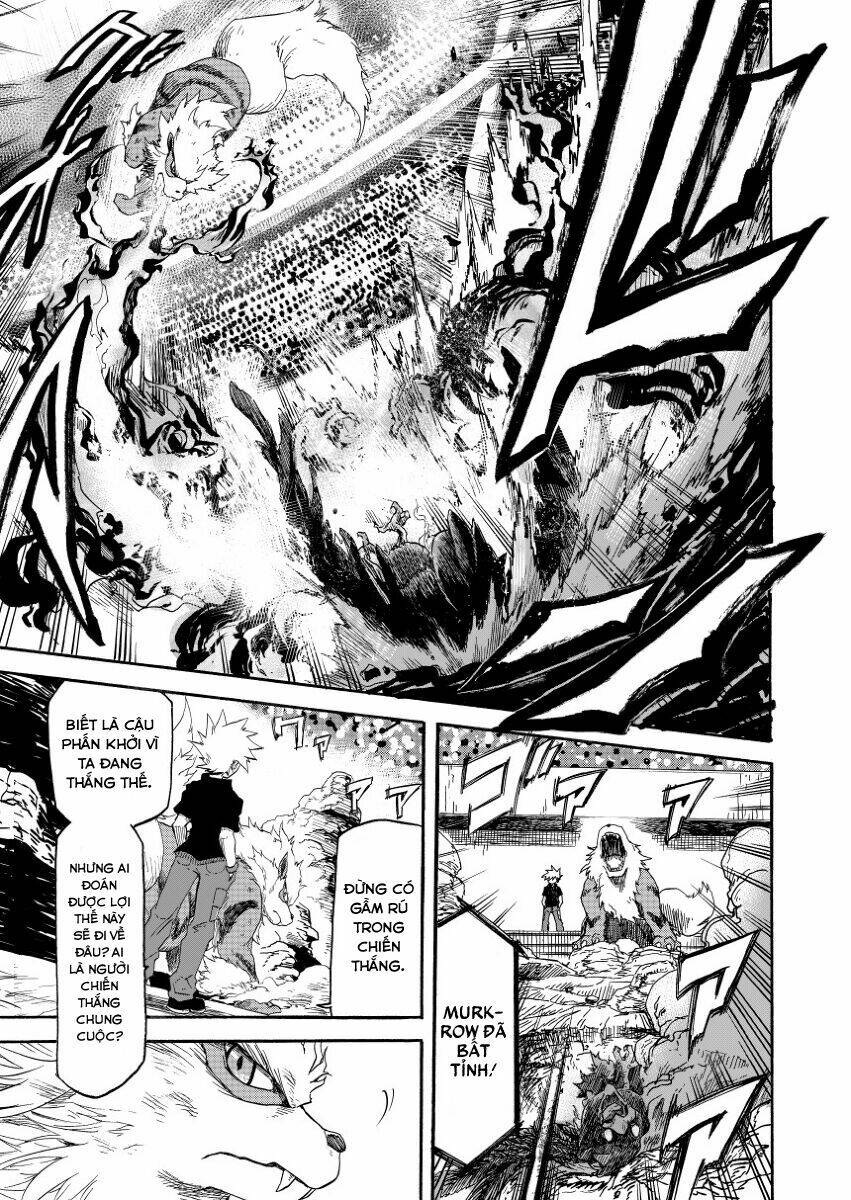 MURK-
ROW ĐÃ
BẤT
TỈNH!
ĐỪNG CÓ
GẦM RÚ
TRONG
CHIẾN
THẮNG.
BIẾT LÀ CẬU
PHẤN KHỞI VÌ
TA ĐANG
THẮNG THẾ.
NHƯNG AI
ĐOÁN
ĐƯỢC LỢI
THẾ NÀY
SẼ ĐI VỀ
ĐÂU? AI
LÀ NGƯỜI
CHIẾN
THẮNG
CHUNG
CUỘC?